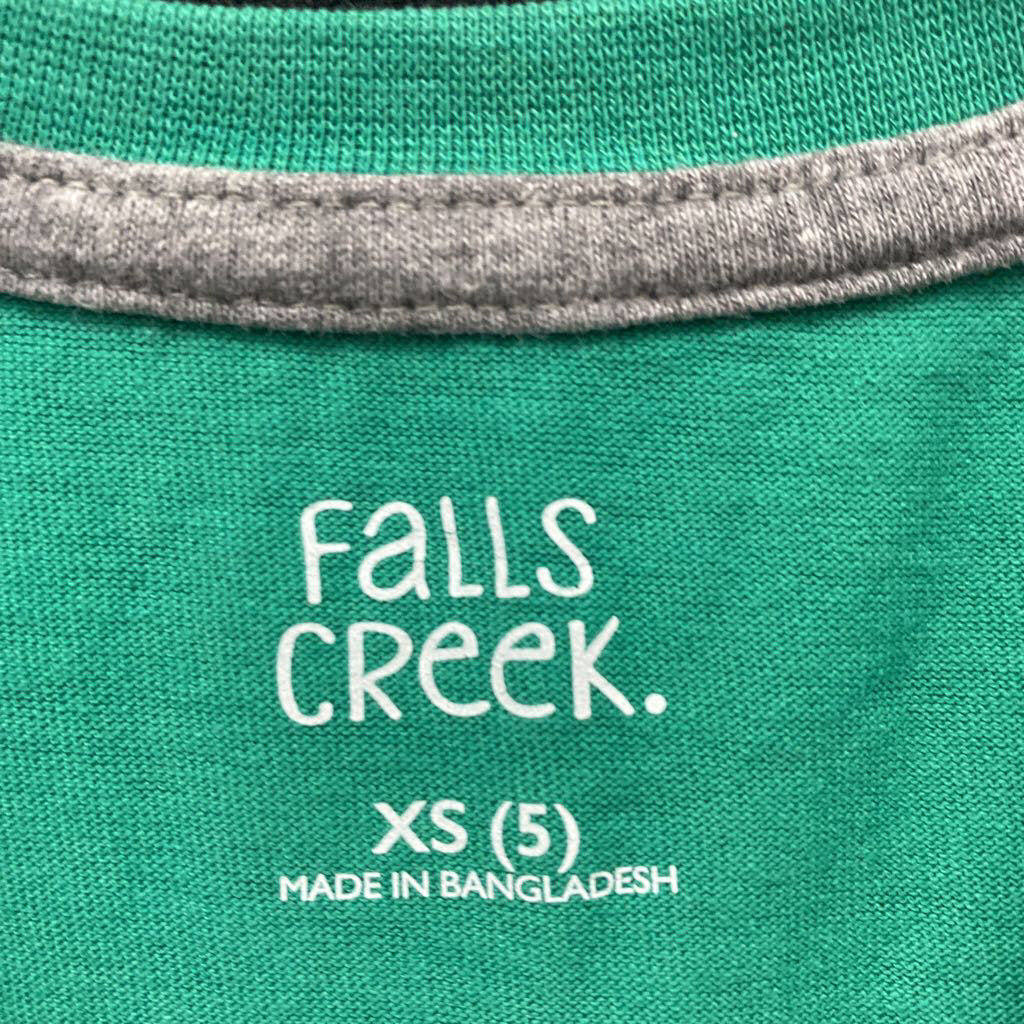 Falls
CReeK.
XS (5)
MADE IN BANGLADESH